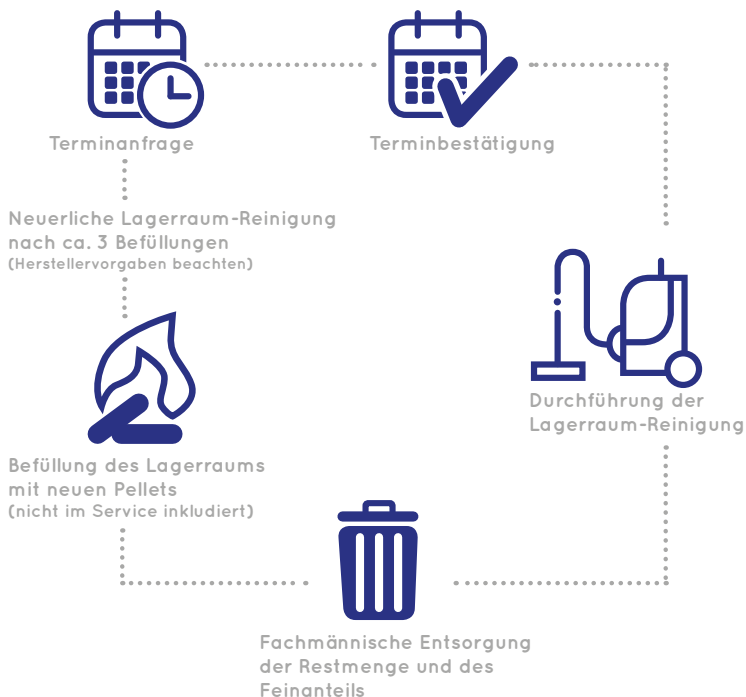 Terminanfrage
Terminbestätigung
Neuerliche Lagerraum-Reinigung
nach ca. 3 Befüllungen
(Herstellervorgaben beachten)
Durchführung der
Lagerraum-Reinigung
Befüllung des Lagerraums
mit neuen Pellets
(nicht im Service inkludiert)
Fachmännische Entsorgung
der Restmenge und des
Feinanteils